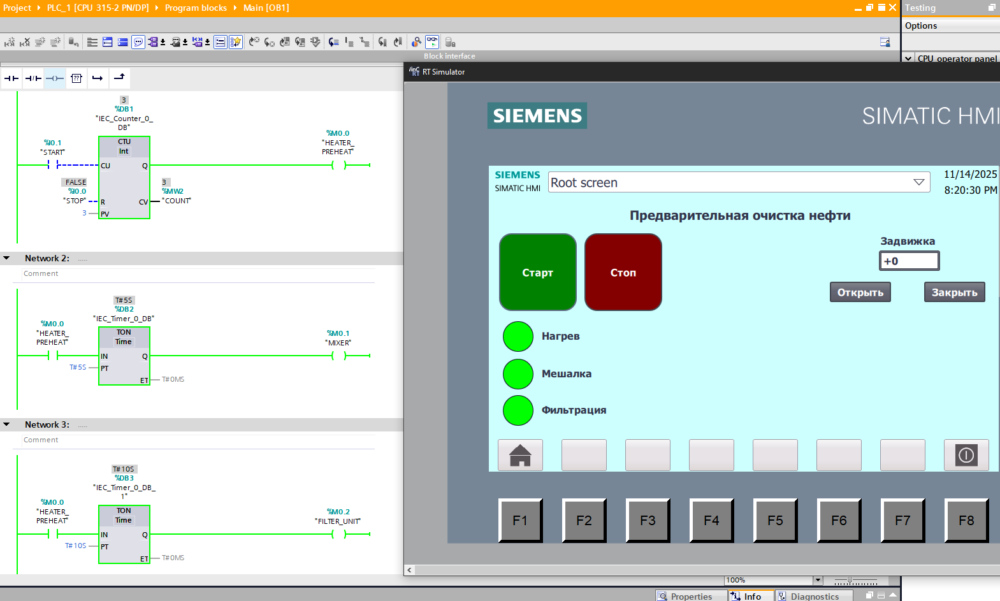 Project ▸ PLC_1 [CPU 315-2 PN/DP] ▸ Program blocks ▸ Main [OB1]
Testing
Options
Block interface
CPU operator panel
RT Simulator
3
%DB1
"IEC_Counter_0_
DB"
%I0.1
"START"
CTU
Int
CU
Q
%M0.0
"HEATER_
PREHEAT"
FALSE
%I0.0
"STOP"
R
CV
3
%MW2
"COUNT"
3
PV
Network 2: .....
Comment
T#5S
%DB2
"IEC_Timer_0_DB"
%M0.0
"HEATER_
PREHEAT"
TON
Time
IN
Q
%M0.1
"MIXER"
T#5S
PT
ET
T#0MS
Network 3: .....
Comment
T#10S
%DB3
"IEC_Timer_0_DB_
1"
%M0.0
"HEATER_
PREHEAT"
TON
Time
IN
Q
%M0.2
"FILTER_UNIT"
T#10S
PT
ET
T#0MS
SIEMENS
SIMATIC HMI
SIEMENS
SIMATIC HMI
Root screen
11/14/2025
8:20:30 PM
Предварительная очистка нефти
Старт
Стоп
Задвижка
+0
Открыть
Закрыть
Нагрев
Мешалка
Фильтрация
F1
F2
F3
F4
F5
F6
F7
F8
100%
Properties
Info
Diagnostics